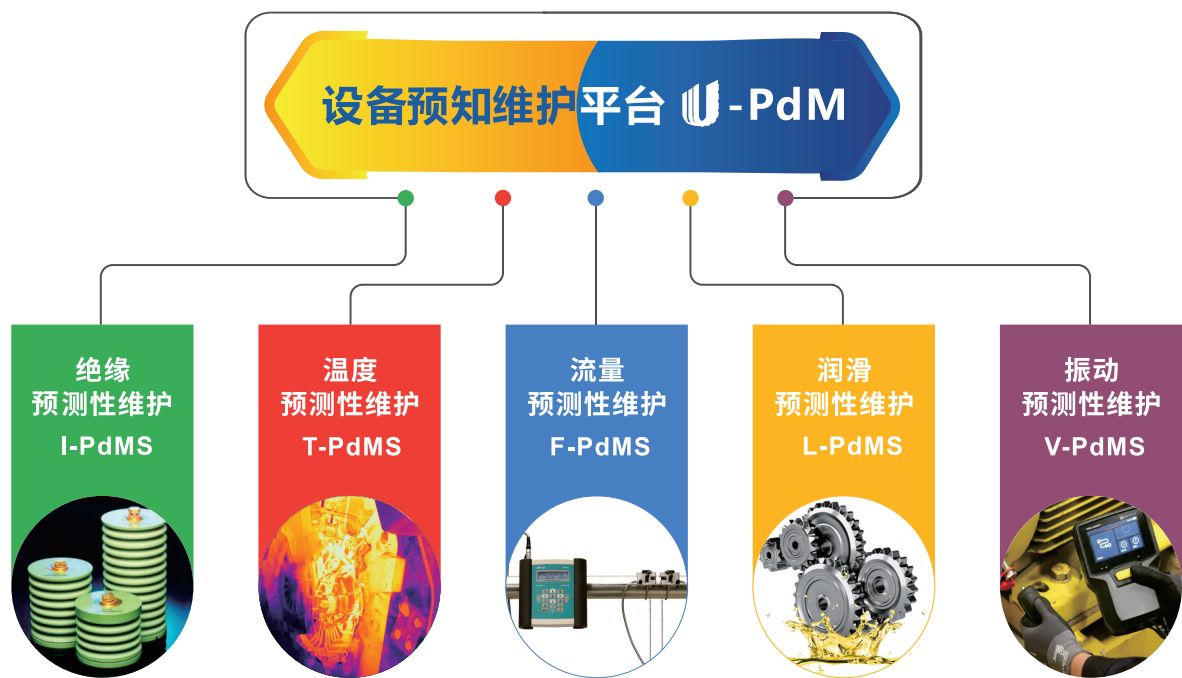 设备预知维护平台 U-PdM
绝缘
预测性维护
I-PdMS
温度
预测性维护
T-PdMS
流量
预测性维护
F-PdMS
润滑
预测性维护
L-PdMS
振动
预测性维护
V-PdMS